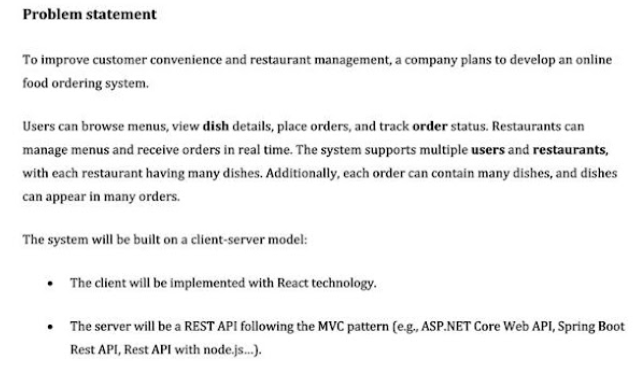 Problem statement
To improve customer convenience and restaurant management, a company plans to develop an online
food ordering system.
Users can browse menus, view dish details, place orders, and track order status. Restaurants can
manage menus and receive orders in real time. The system supports multiple users and restaurants,
with each restaurant having many dishes. Additionally, each order can contain many dishes, and dishes
can appear in many orders.
The system will be built on a client-server model:
• The client will be implemented with React technology.
• The server will be a REST API following the MVC pattern (e.g., ASP.NET Core Web API, Spring Boot
Rest API, Rest API with node.js...).